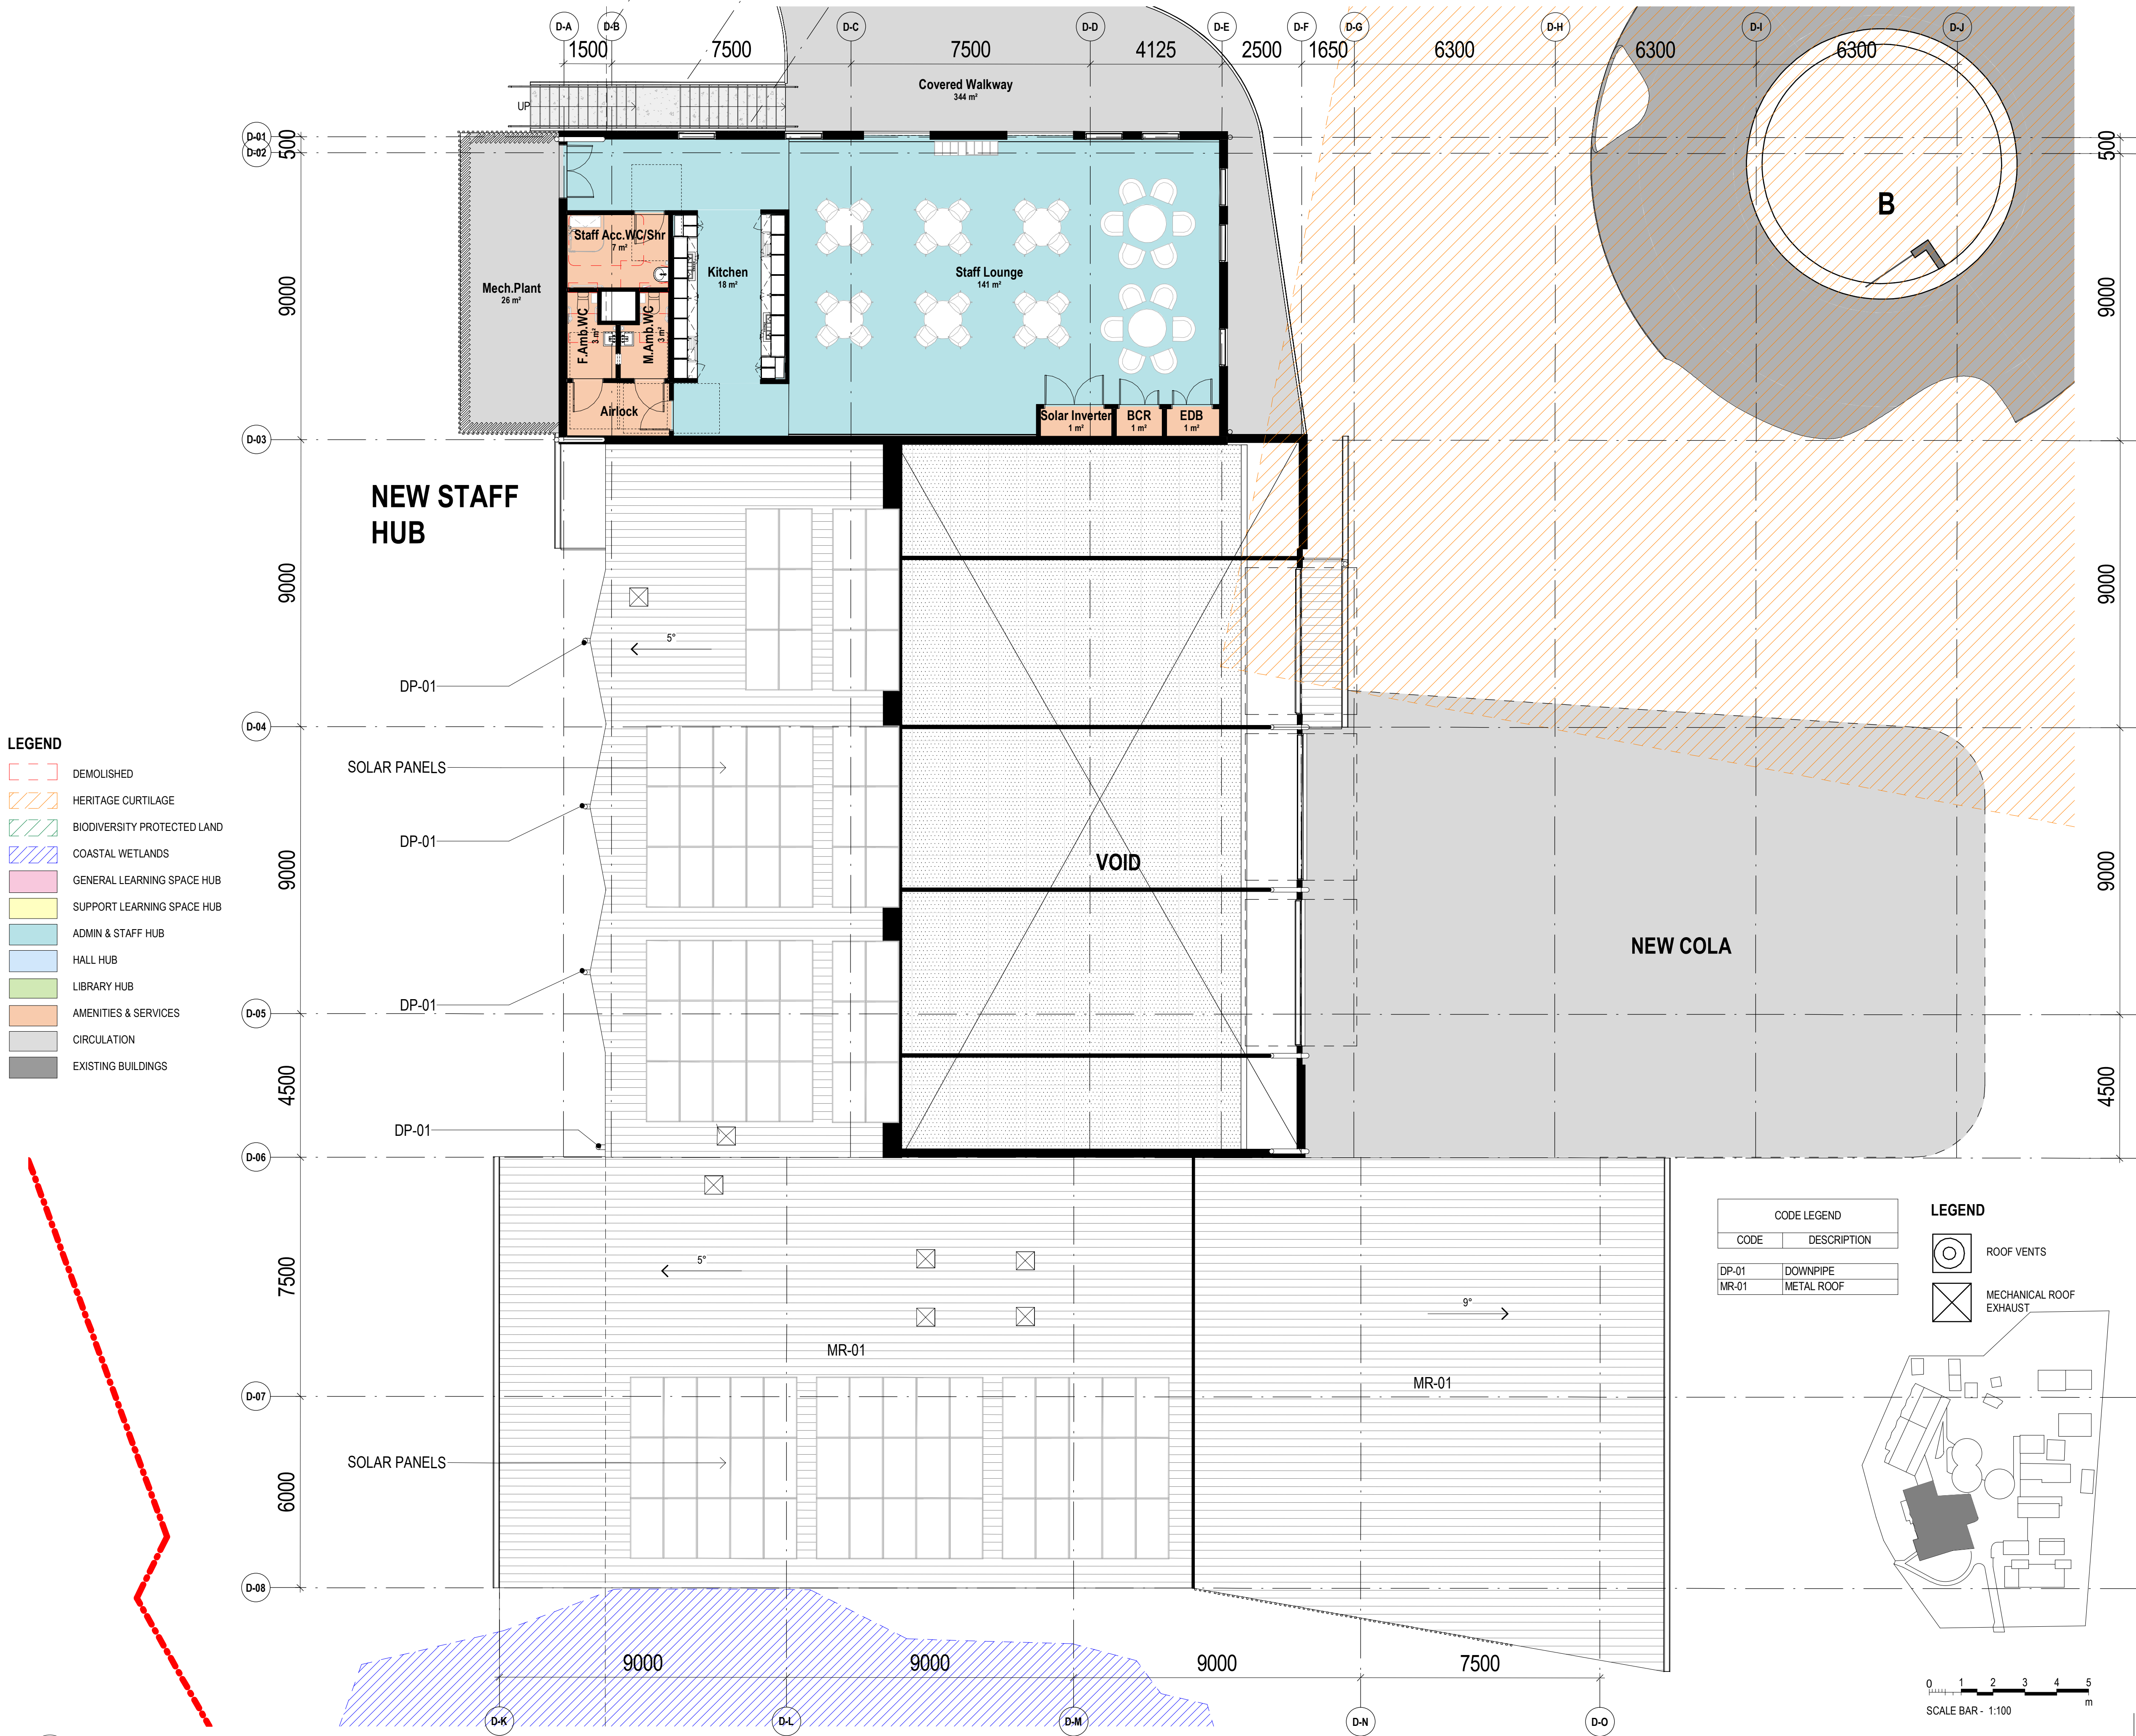 D-A
D-B
D-C
D-D
D-E
D-F
D-G
D-H
D-I
D-J
1500
7500
7500
4125
2500
1650
6300
6300
6300
Covered Walkway
344 m²
UP
D-01
D-02
500
500
B
Staff Acc.WC/Shr
7 m²
Kitchen
18 m²
Staff Lounge
141 m²
Mech.Plant
26 m²
9000
9000
F.Amb.WC
3 m²
M.Amb.WC
3 m²
Airlock
Solar Inverter
1 m²
BCR
1 m²
EDB
1 m²
D-03
NEW STAFF
HUB
9000
9000
5°
DP-01
D-04
LEGEND
DEMOLISHED
HERITAGE CURTILAGE
BIODIVERSITY PROTECTED LAND
COASTAL WETLANDS
GENERAL LEARNING SPACE HUB
SUPPORT LEARNING SPACE HUB
ADMIN & STAFF HUB
HALL HUB
LIBRARY HUB
AMENITIES & SERVICES
CIRCULATION
EXISTING BUILDINGS
SOLAR PANELS
DP-01
9000
9000
VOID
NEW COLA
DP-01
D-05
4500
4500
DP-01
D-06
7500
5°
9°
MR-01
MR-01
D-07
SOLAR PANELS
6000
D-08
CODE LEGEND
CODE DESCRIPTION
DP-01 DOWNPIPE
MR-01 METAL ROOF
LEGEND
ROOF VENTS
MECHANICAL ROOF
EXHAUST
9000
9000
9000
7500
D-K
D-L
D-M
D-N
D-O
0 1 2 3 4 5
m
SCALE BAR - 1:100